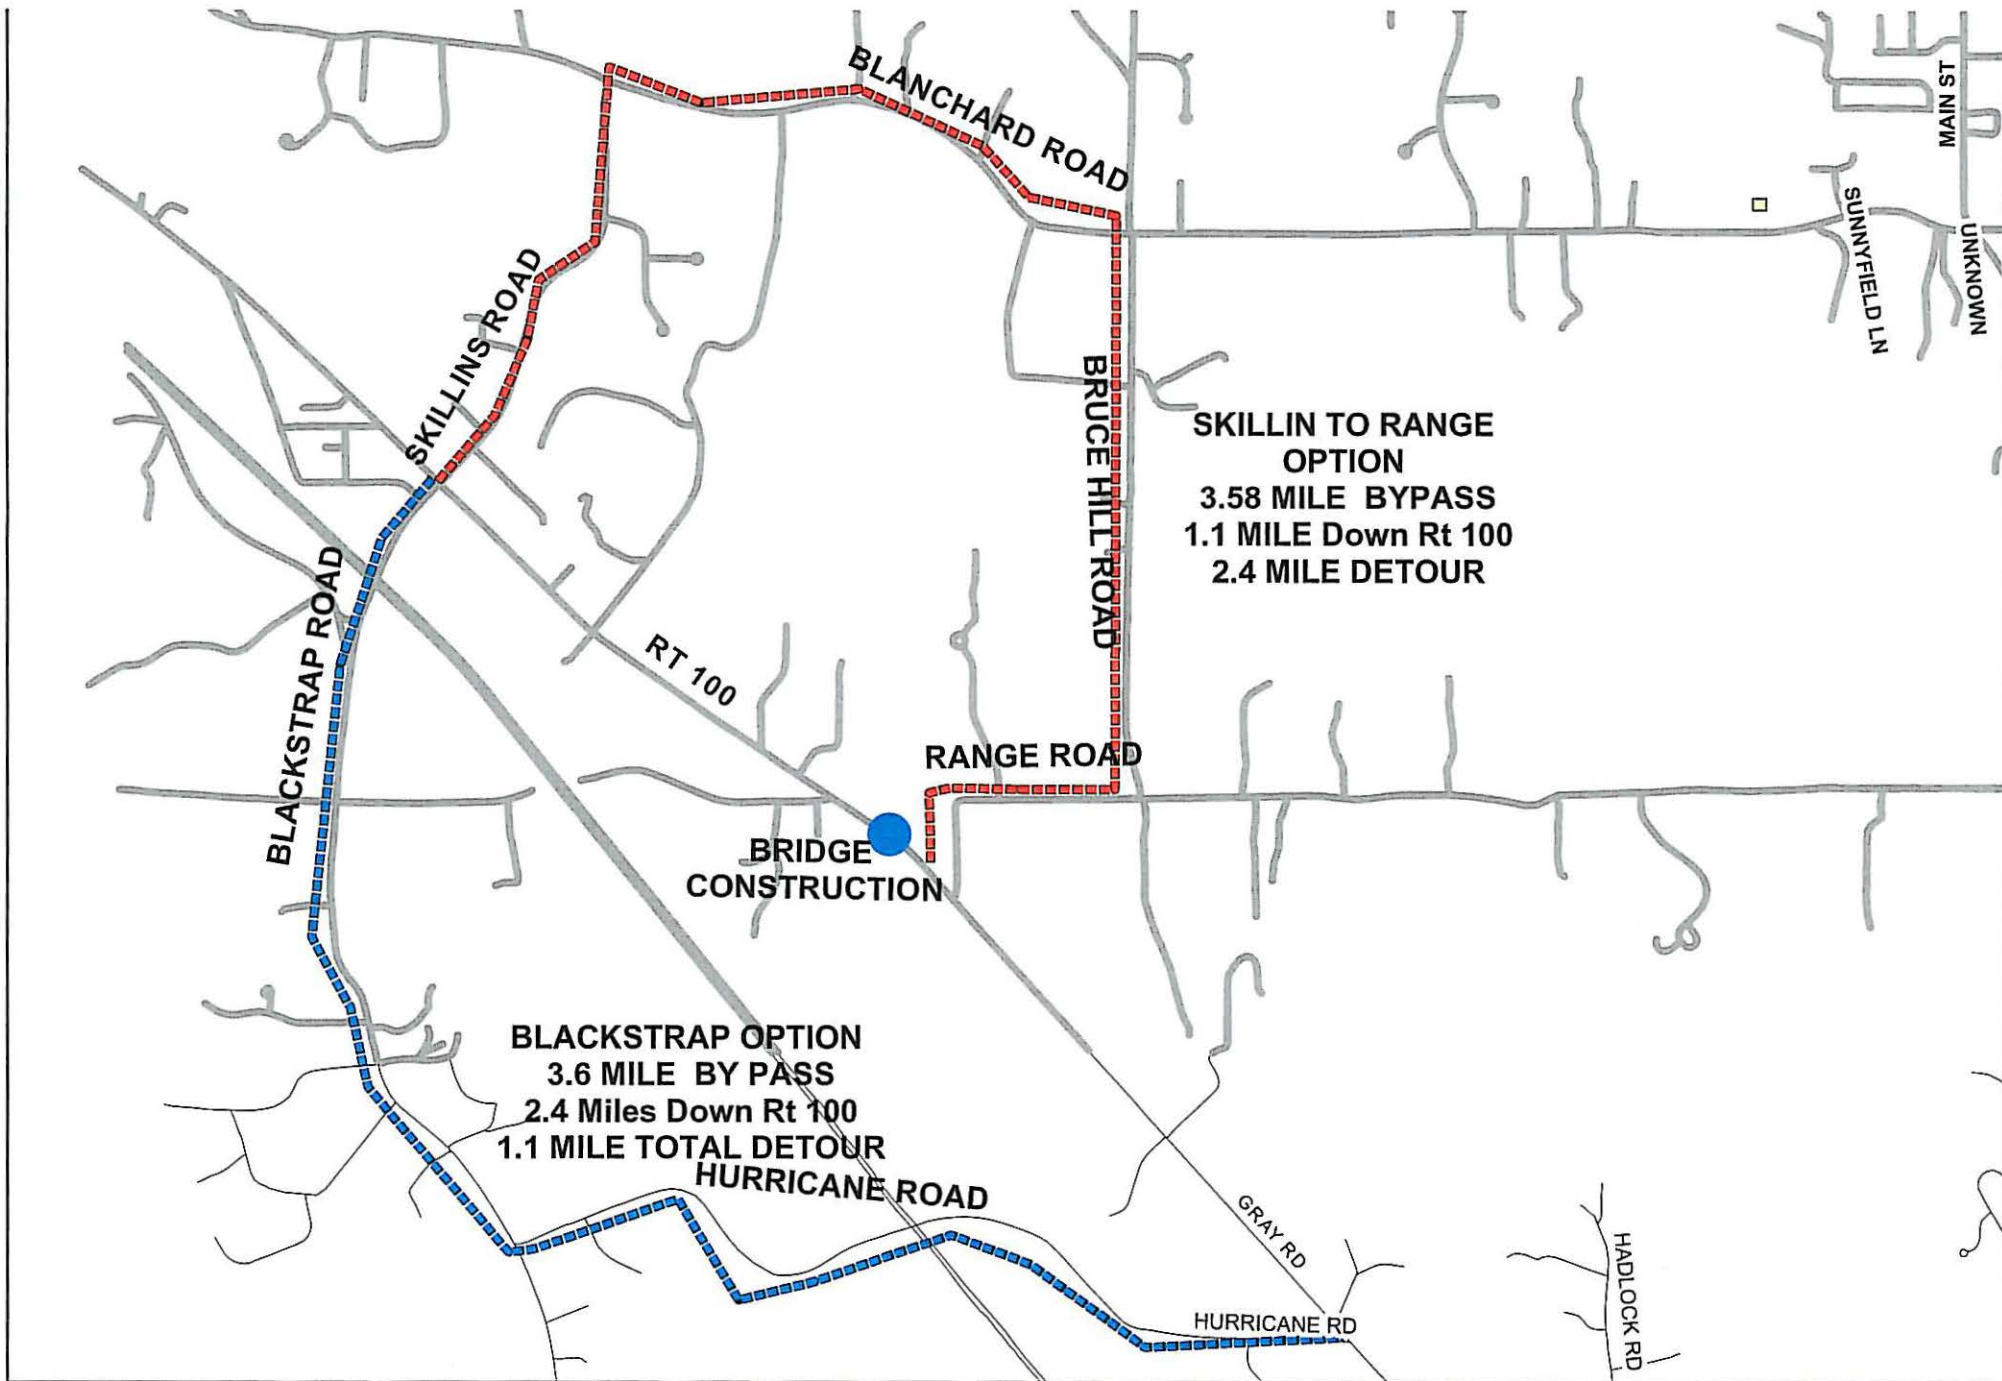 BLANCHARD ROAD
MAIN ST
SUNNYFIELD LN
UNKNOWN
SKILLINS ROAD
BRUCE HILL ROAD
SKILLIN TO RANGE
OPTION
3.58 MILE BYPASS
1.1 MILE Down Rt 100
2.4 MILE DETOUR
BLACKSTRAP ROAD
RT 100
RANGE ROAD
BRIDGE
CONSTRUCTION
BLACKSTRAP OPTION
3.6 MILE BY PASS
2.4 Miles Down Rt 100
1.1 MILE TOTAL DETOUR
HURRICANE ROAD
GRAY RD
HURRICANE RD
HADLOCK RD